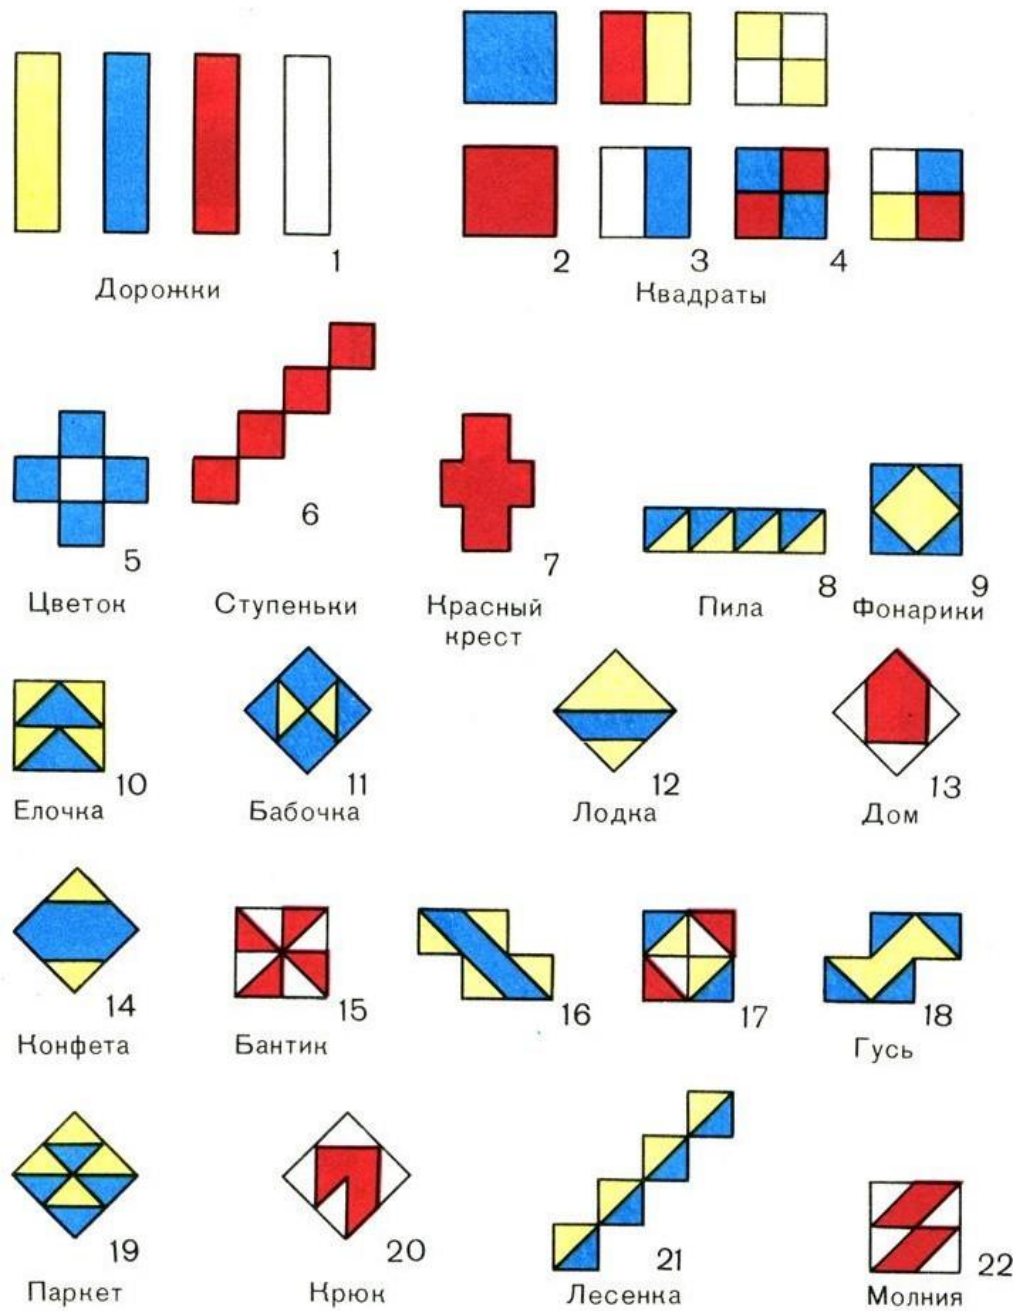 1
Дорожки
2
3
4
Квадраты
5
Цветок
6
Ступеньки
7
Красный
крест
8
Пила
9
Фонарики
10
Елочка
11
Бабочка
12
Лодка
13
Дом
14
Конфета
15
Бантик
16
17
18
Гусь
19
Паркет
20
Крюк
21
Лесенка
22
Молния